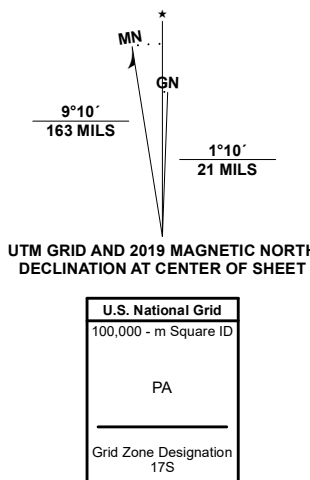 MN
GN
9°10´
163 MILS
1°10´
21 MILS
UTM GRID AND 2019 MAGNETIC NORTH
DECLINATION AT CENTER OF SHEET
U.S. National Grid
100,000 - m Square ID
PA
Grid Zone Designation
17S